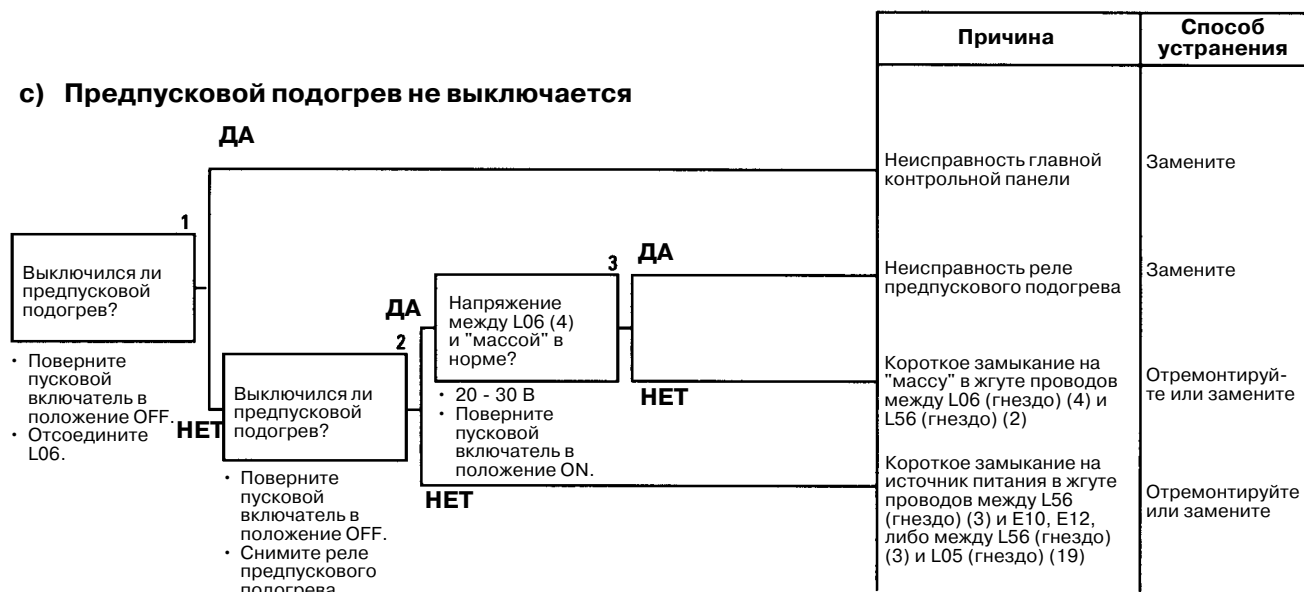 Причина
Способ
устранения
с) Предпусковой подогрев не выключается
ДА
Неисправность главной
контрольной панели
Замените
1
Выключился ли
предпусковой
подогрев?
• Поверните
пусковой
включатель в
положение OFF.
• Отсоедините
L06.
НЕТ
2
Выключился ли
предпусковой
подогрев?
• Поверните
пусковой
включатель в
положение OFF.
• Снимите реле
предпускового
подогрева
ДА
3
Напряжение
между L06 (4)
и "массой" в
норме?
• 20 - 30 В
• Поверните
пусковой
включатель в
положение ON.
ДА
Неисправность реле
предпускового подогрева
Замените
НЕТ
Короткое замыкание на
"массу" в жгуте проводов
между L06 (гнездо) (4) и
L56 (гнездо) (2)
Отремонтируй-
те или замените
НЕТ
Короткое замыкание на
источник питания в жгуте
проводов между L56
(гнездо) (3) и E10, E12,
либо между L56 (гнездо)
(3) и L05 (гнездо) (19)
Отремонтируйте
или замените